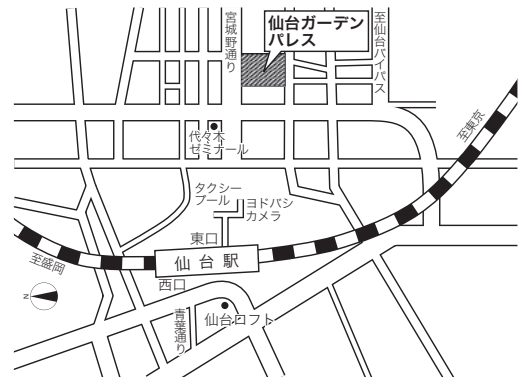 宮城野通り
仙台ガーデン
パレス
至仙台バイパス
代々木
ゼミナール
至東京
タクシー
プール
ヨドバシ
カメラ
東口
仙台駅
至盛岡
西口
N
青葉通り
仙台ロフト